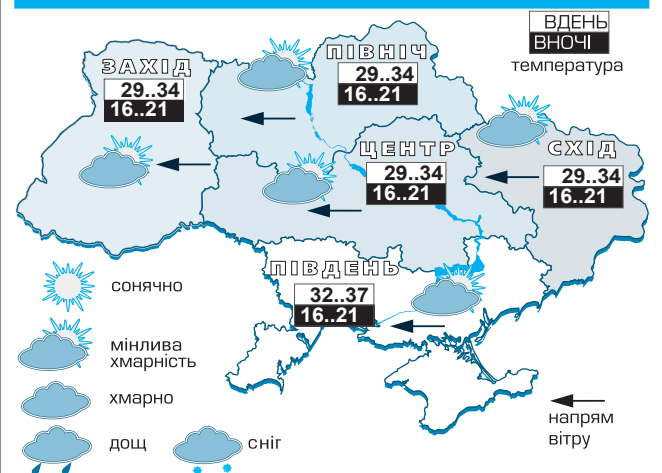 ВДЕНЬ
ВНОЧІ
температура
ПІВНІЧ
29..34
16..21
ЗАХІД
29..34
16..21
ЦЕНТР
29..34
16..21
СХІД
29..34
16..21
ПІВДЕНЬ
32..37
16..21
сонячно
мінлива
хмарність
хмарно
дощ
сніг
напрям
вітру